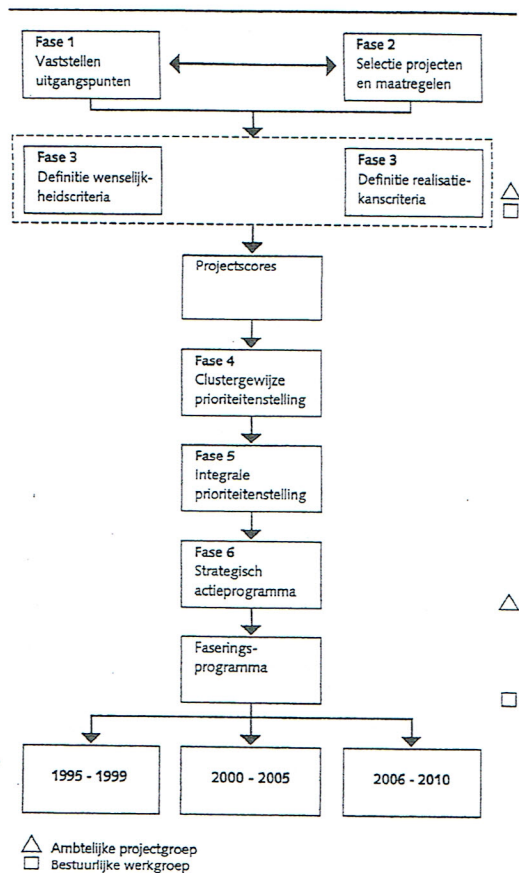 Fase 1
Vaststellen
uitgangspunten
Fase 2
Selectie projecten
en maatregelen
Fase 3
Definitie wenselijk-
heidscriteria
Fase 3
Definitie realisatie-
kanscriteria
Projectscores
Fase 4
Clustergewijze
prioriteitenstelling
Fase 5
Integrale
prioriteitenstelling
Fase 6
Strategisch
actieprogramma
Faserings-
programma
1995 - 1999
2000 - 2005
2006 - 2010
Ambtelijke projectgroep
Bestuurlijke werkgroep